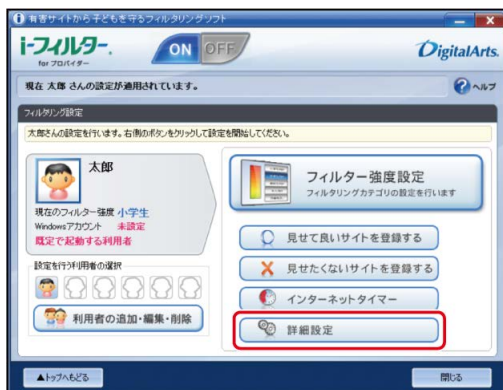 有害サイトから子どもを守るフィルタリングソフト
i-フィルター®
for プロバイダー
ON OFF
DigitalArts.
現在 太郎 さんの設定が適用されています。
ヘルプ
フィルタリング設定
太郎さんの設定を行います。右側のボタンをクリックして設定を開始してください。
太郎
現在のフィルター強度 小学生
Windowsアカウント 未設定
既定で起動する利用者
設定を行う利用者の選択
利用者の追加・編集・削除
フィルター強度設定
フィルタリングカテゴリの設定を行います
見せて良いサイトを登録する
見せたくないサイトを登録する
インターネットタイマー
詳細設定
▲トップへもどる
閉じる